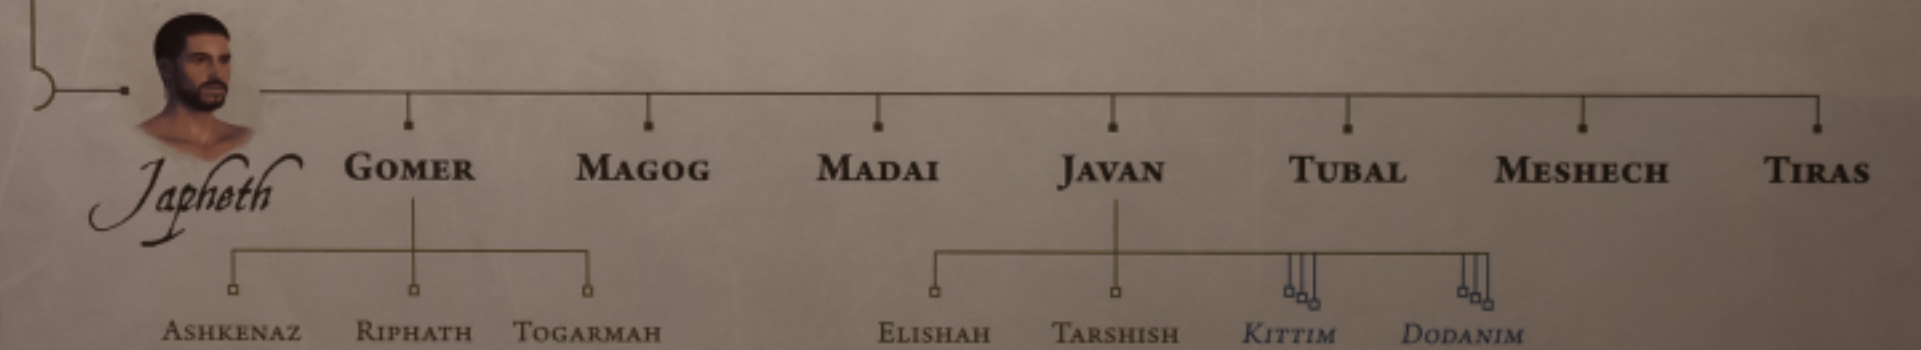 Japheth
GOMER MAGOG MADAI JAVAN TUBAL MESHECH TIRAS
ASHKENAZ RIPHATH TOGARMAH ELISHAH TARSHISH KITTIM DODANIM